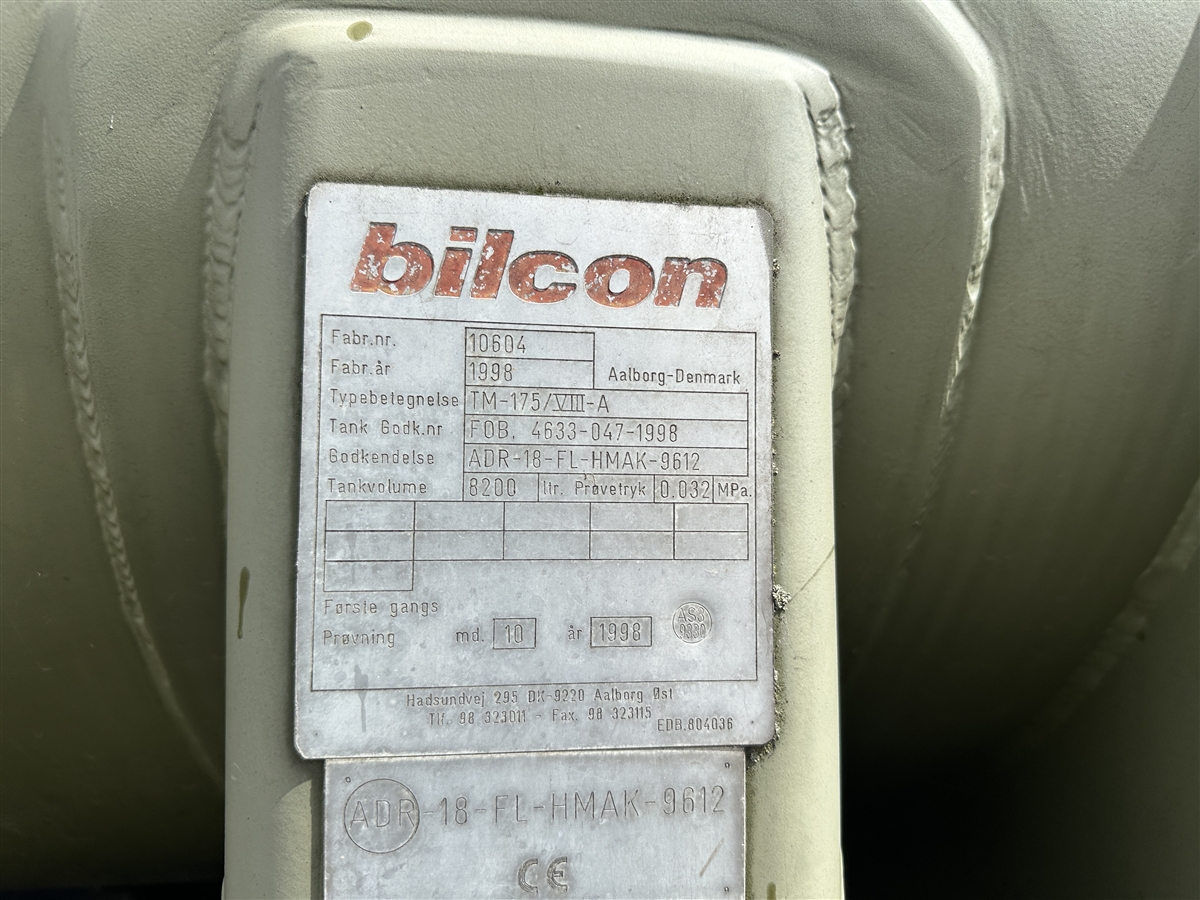 bilcon
Fabr.nr. 10604
Fabr.år 1998 Aalborg-Denmark
Typebetegnelse TM-175/VIII-A
Tank Godk.nr FOB. 4633-047-1998
Godkendelse ADR-18-FL-HMAK-9612
Tankvolume 8200 ltr. Prøvetryk 0.032 MPa.
Første gangs
Prøvning md. 10 år 1998
Hadsundvej 295 DK-9220 Aalborg Øst
Tlf. 98 323011 - Fax. 98 323115
EDB.804036
ADR-18-FL-HMAK-9612
CE